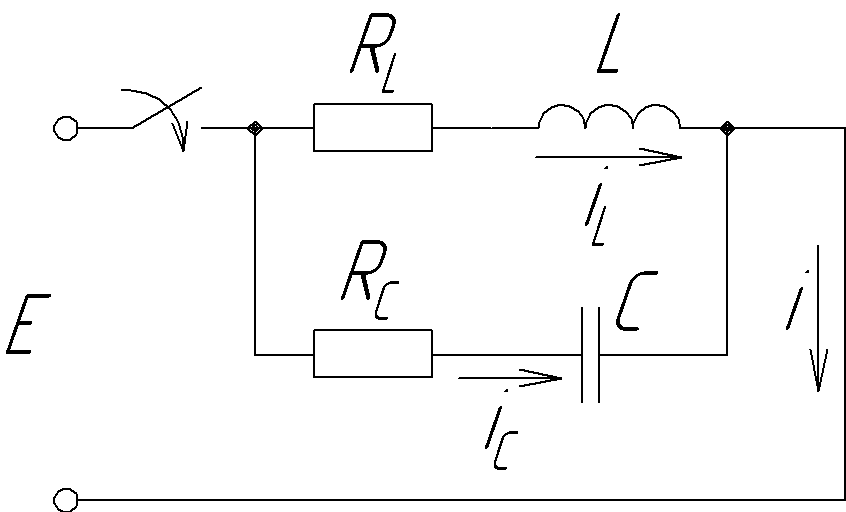 R_L L
i_L
R_C C
E i
i_C